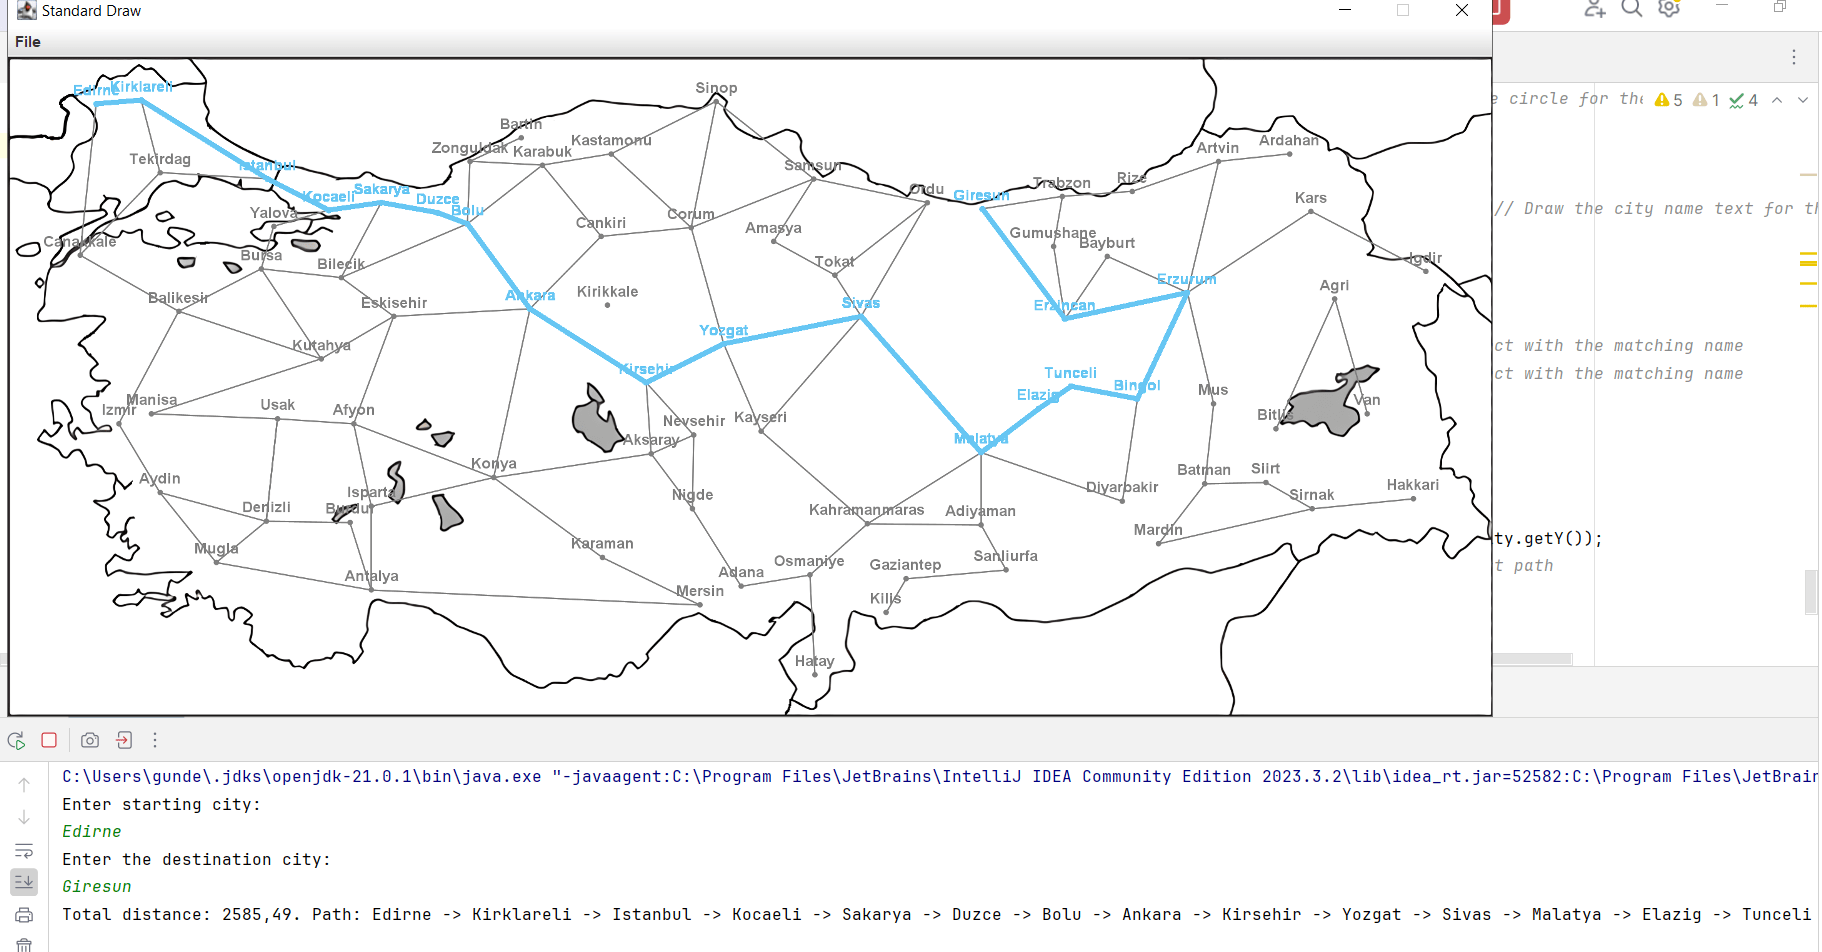 Standard Draw
File
Edirne
Kirklareli
Sinop
Bartin
Zonguldak
Karabuk
Kastamonu
Tekirdag
Istanbul
Samsun
Artvin
Ardahan
Kocaeli
Sakarya
Duzce
Bolu
Ordu
Giresun
Trabzon
Rize
Kars
Yalova
Cankiri
Corum
Amasya
Gumushane
Bayburt
Canakkale
Bursa
Bilecik
Tokat
Igdir
Balikesir
Eskisehir
Ankara
Kirikkale
Sivas
Erzincan
Erzurum
Agri
Kutahya
Yozgat
Kirsehir
Tunceli
Elazig
Bingol
Mus
Izmir
Manisa
Usak
Afyon
Nevsehir
Kayseri
Aksaray
Malatya
Bitlis
Van
Aydin
Konya
Isparta
Nigde
Diyarbakir
Batman
Siirt
Sirnak
Hakkari
Denizli
Burdur
Kahramanmaras
Adiyaman
Mardin
Mugla
Antalya
Karaman
Mersin
Adana
Osmaniye
Gaziantep
Sanliurfa
Kilis
Hatay
e circle for the
5 1 4
// Draw the city name text for th
ct with the matching name
ct with the matching name
ty.getY());
t path
C:\Users\gunde\.jdks\openjdk-21.0.1\bin\java.exe "-javaagent:C:\Program Files\JetBrains\IntelliJ IDEA Community Edition 2023.3.2\lib\idea_rt.jar=52582:C:\Program Files\JetBrain
Enter starting city:
Edirne
Enter the destination city:
Giresun
Total distance: 2585,49. Path: Edirne -> Kirklareli -> Istanbul -> Kocaeli -> Sakarya -> Duzce -> Bolu -> Ankara -> Kirsehir -> Yozgat -> Sivas -> Malatya -> Elazig -> Tunceli